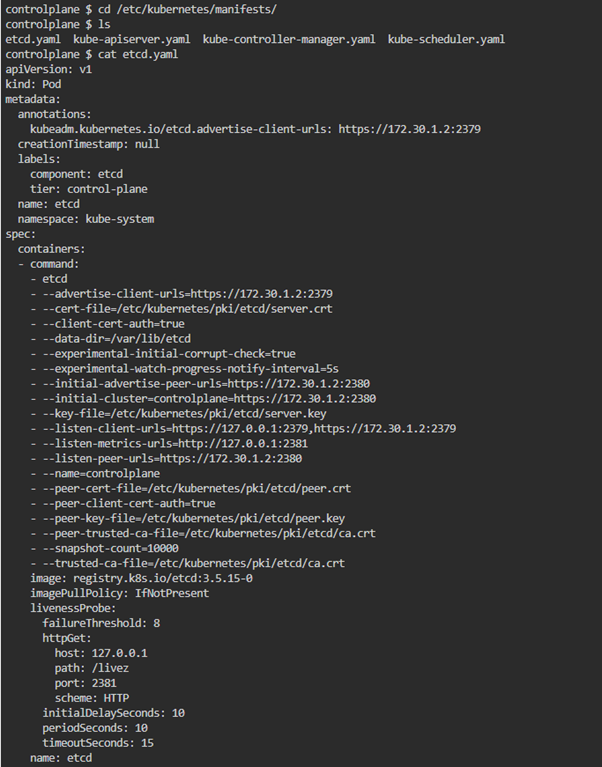 controlplane $ cd /etc/kubernetes/manifests/
controlplane $ ls
etcd.yaml  kube-apiserver.yaml  kube-controller-manager.yaml  kube-scheduler.yaml
controlplane $ cat etcd.yaml
apiVersion: v1
kind: Pod
metadata:
  annotations:
    kubeadm.kubernetes.io/etcd.advertise-client-urls: https://172.30.1.2:2379
  creationTimestamp: null
  labels:
    component: etcd
    tier: control-plane
  name: etcd
  namespace: kube-system
spec:
  containers:
  - command:
    - etcd
    - --advertise-client-urls=https://172.30.1.2:2379
    - --cert-file=/etc/kubernetes/pki/etcd/server.crt
    - --client-cert-auth=true
    - --data-dir=/var/lib/etcd
    - --experimental-initial-corrupt-check=true
    - --experimental-watch-progress-notify-interval=5s
    - --initial-advertise-peer-urls=https://172.30.1.2:2380
    - --initial-cluster=controlplane=https://172.30.1.2:2380
    - --key-file=/etc/kubernetes/pki/etcd/server.key
    - --listen-client-urls=https://127.0.0.1:2379,https://172.30.1.2:2379
    - --listen-metrics-urls=http://127.0.0.1:2381
    - --listen-peer-urls=https://172.30.1.2:2380
    - --name=controlplane
    - --peer-cert-file=/etc/kubernetes/pki/etcd/peer.crt
    - --peer-client-cert-auth=true
    - --peer-key-file=/etc/kubernetes/pki/etcd/peer.key
    - --peer-trusted-ca-file=/etc/kubernetes/pki/etcd/ca.crt
    - --snapshot-count=10000
    - --trusted-ca-file=/etc/kubernetes/pki/etcd/ca.crt
    image: registry.k8s.io/etcd:3.5.15-0
    imagePullPolicy: IfNotPresent
    livenessProbe:
      failureThreshold: 8
      httpGet:
        host: 127.0.0.1
        path: /livez
        port: 2381
        scheme: HTTP
      initialDelaySeconds: 10
      periodSeconds: 10
      timeoutSeconds: 15
    name: etcd